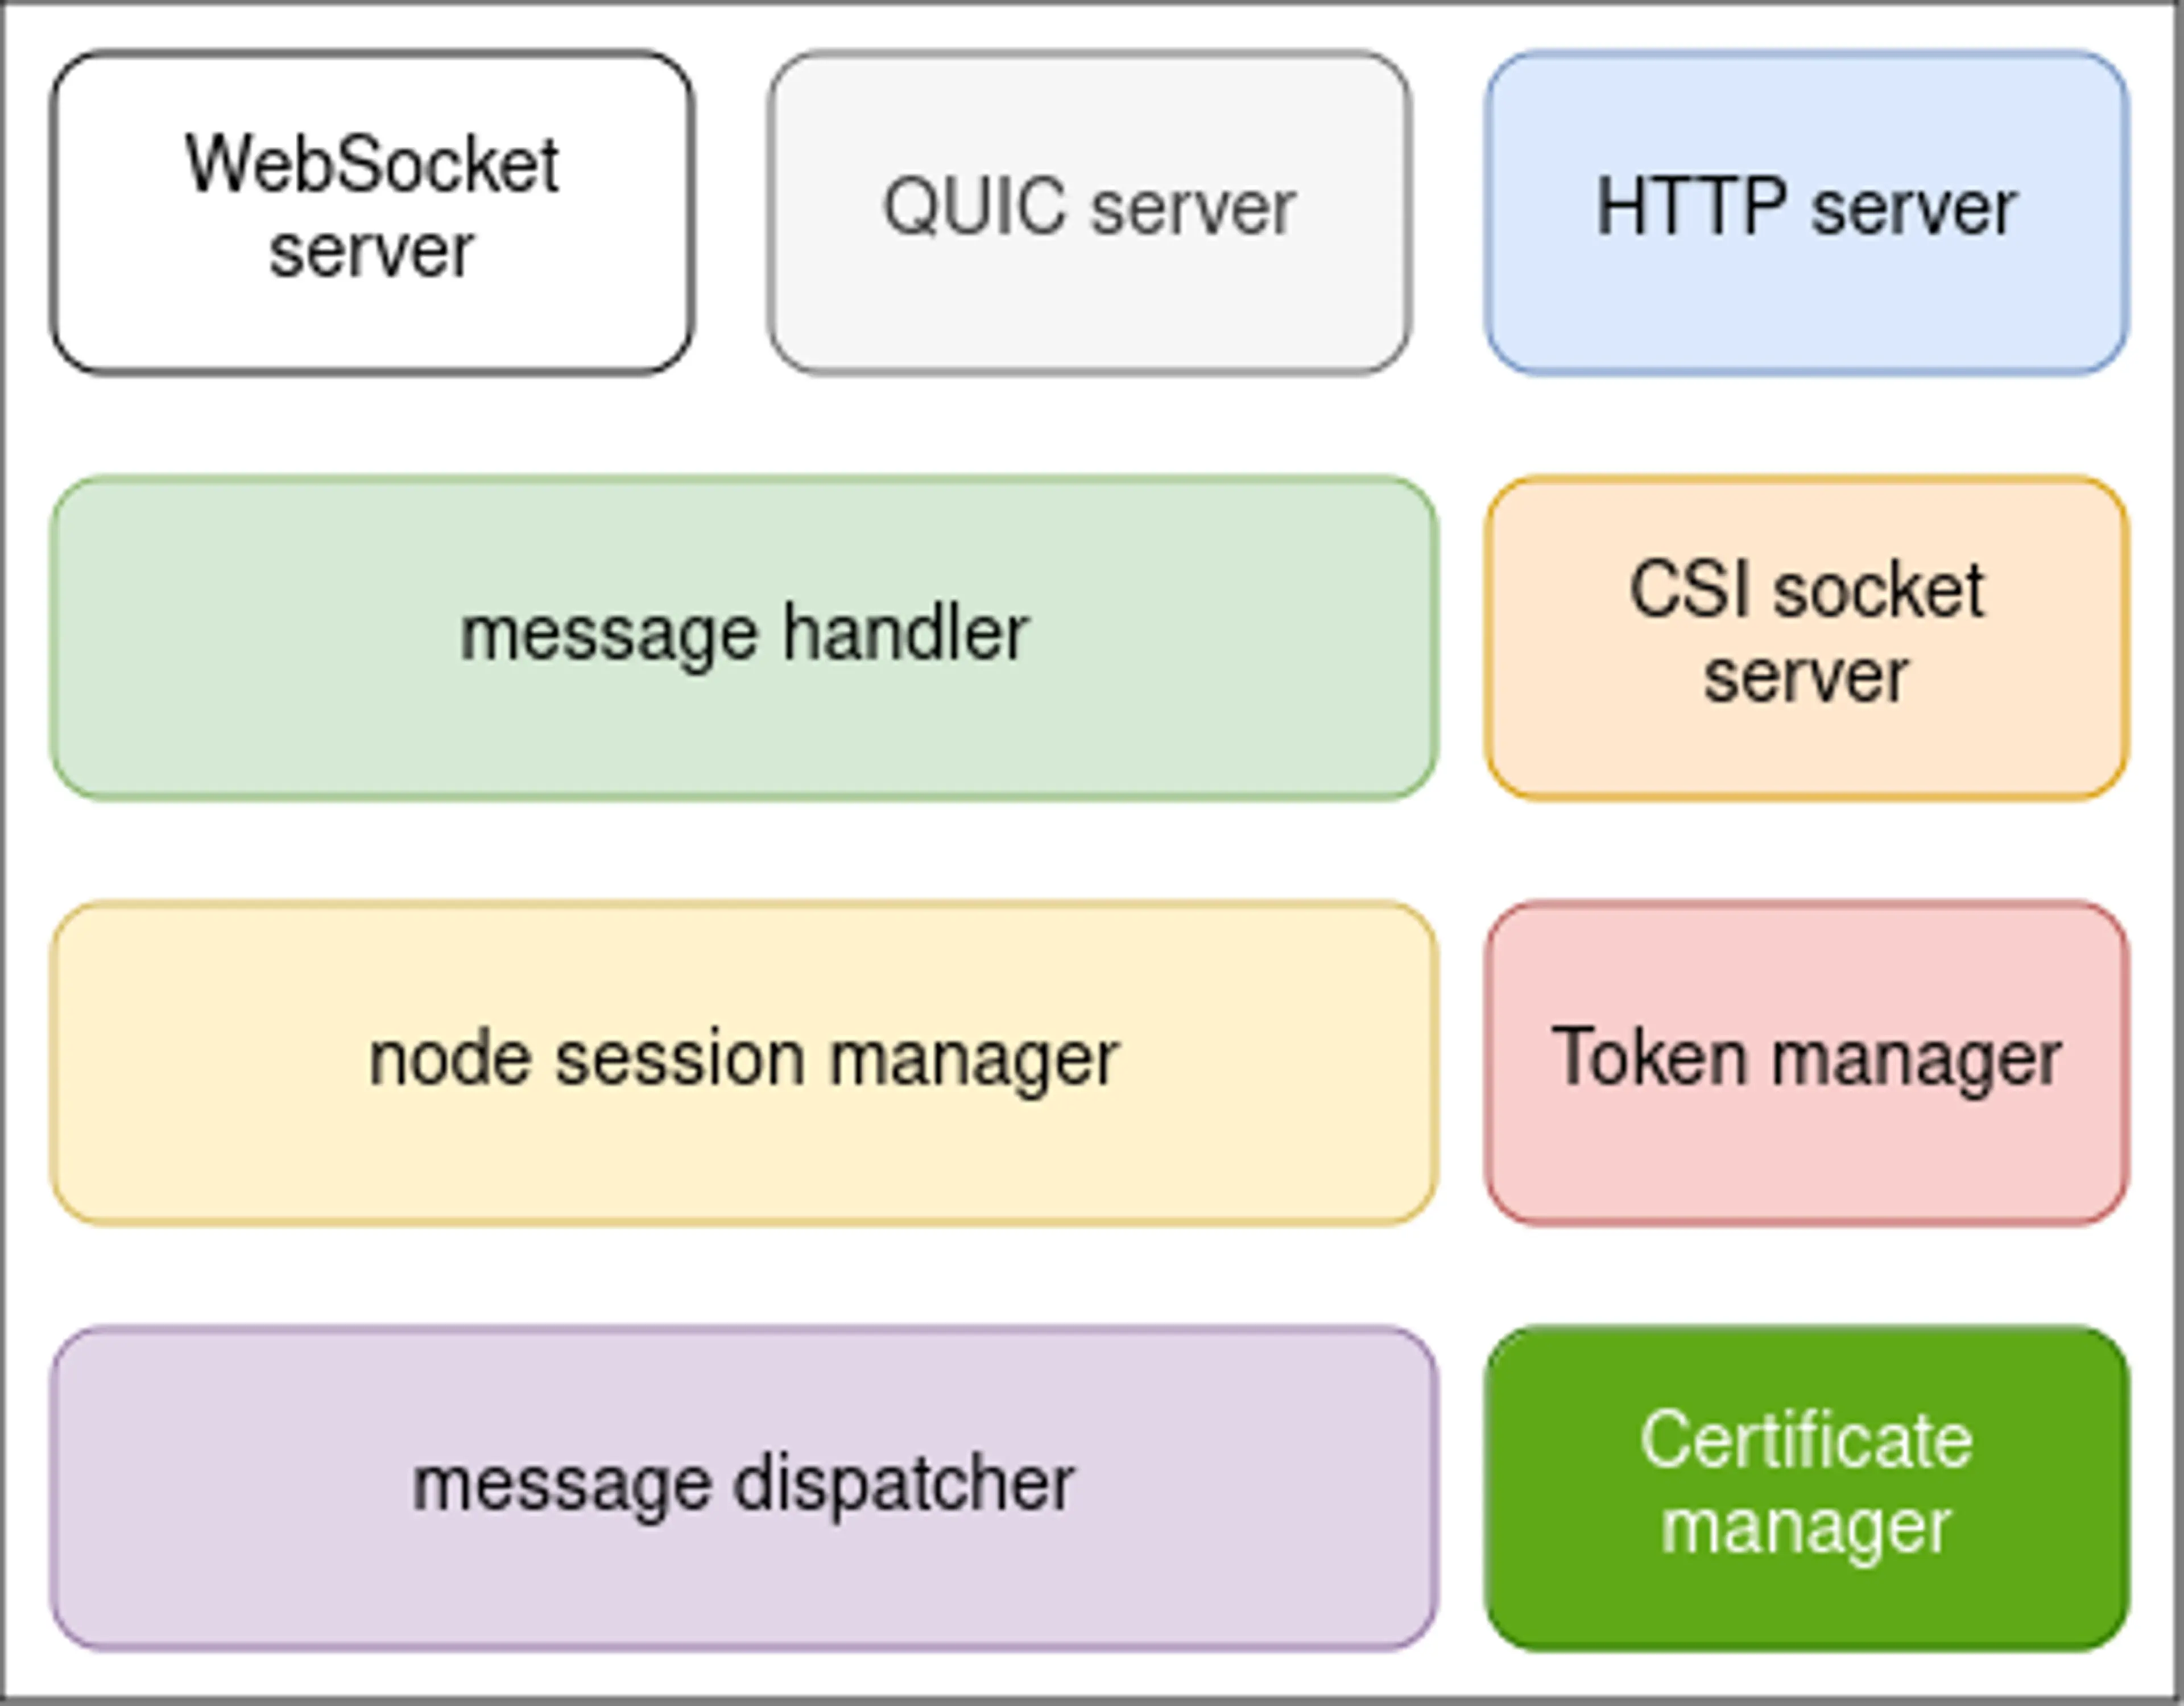 WebSocket
server
QUIC server
HTTP server
message handler
CSI socket
server
node session manager
Token manager
message dispatcher
Certificate
manager